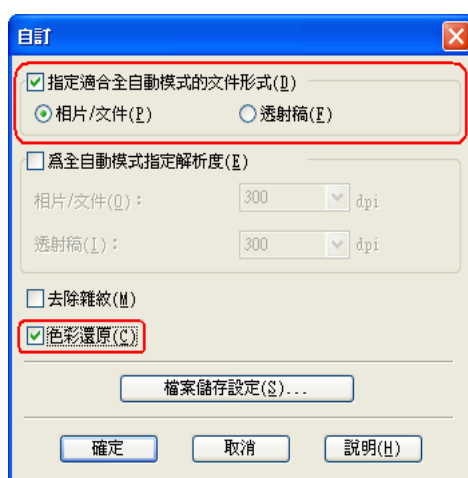 自訂
指定適合全自動模式的文件形式(D)
相片/文件(P) 透射稿(F)
爲全自動模式指定解析度(E)
相片/文件(O)： 300 dpi
透射稿(I)： 300 dpi
去除雜紋(M)
色彩還原(C)
檔案儲存設定(S)...
確定 取消 說明(H)